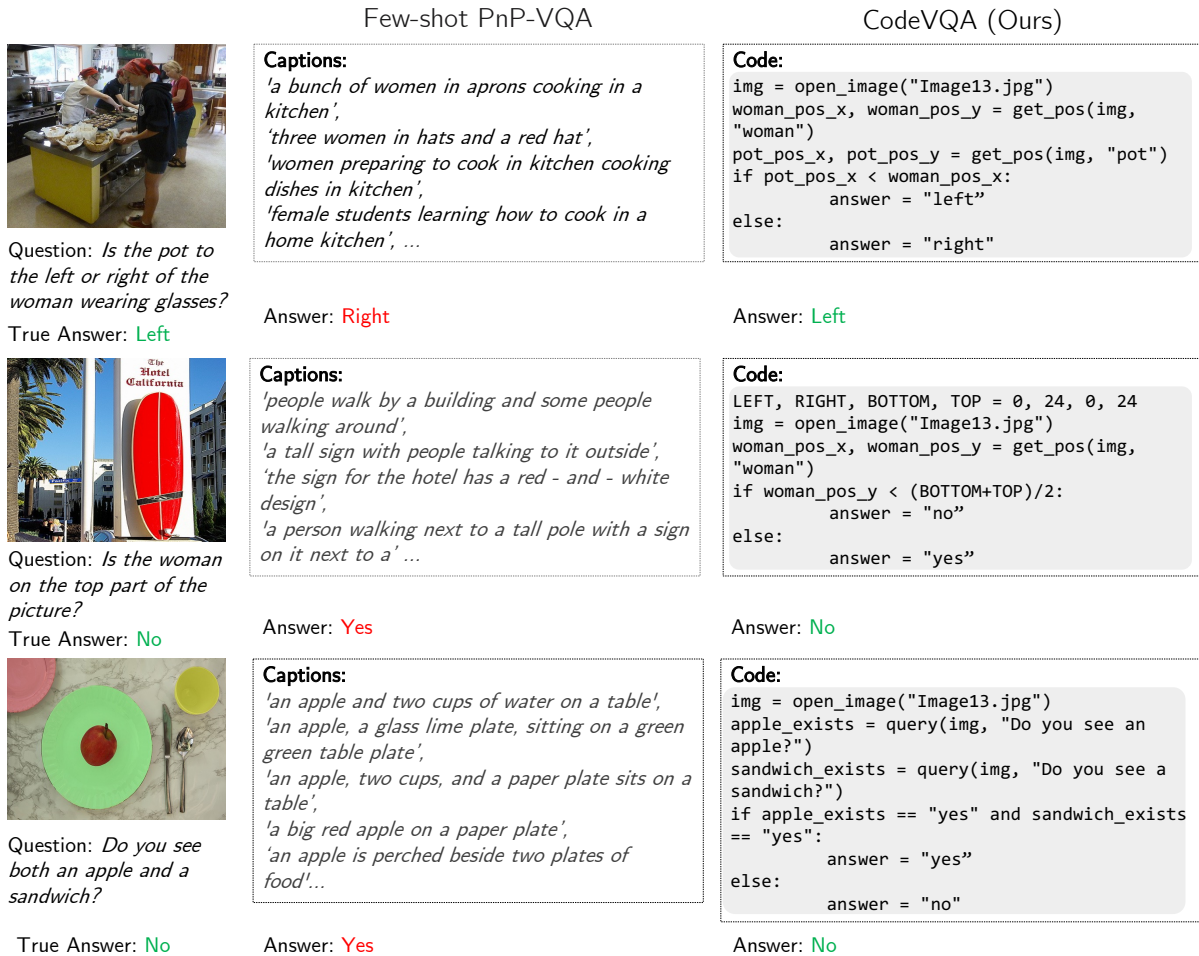 Few-shot PnP-VQA
CodeVQA (Ours)
Captions:
'a bunch of women in aprons cooking in a
kitchen',
‘three women in hats and a red hat’,
'women preparing to cook in kitchen cooking
dishes in kitchen',
'female students learning how to cook in a
home kitchen', ...
Code:
img = open_image("Image13.jpg")
woman_pos_x, woman_pos_y = get_pos(img,
"woman")
pot_pos_x, pot_pos_y = get_pos(img, "pot")
if pot_pos_x < woman_pos_x:
answer = "left”
else:
answer = "right"
Question: Is the pot to
the left or right of the
woman wearing glasses?
True Answer: Left
Answer: Right
Answer: Left
The
Hotel
California
Captions:
'people walk by a building and some people
walking around',
'a tall sign with people talking to it outside',
‘the sign for the hotel has a red - and - white
design',
'a person walking next to a tall pole with a sign
on it next to a' ...
Code:
LEFT, RIGHT, BOTTOM, TOP = 0, 24, 0, 24
img = open_image("Image13.jpg")
woman_pos_x, woman_pos_y = get_pos(img,
"woman")
if woman_pos_y < (BOTTOM+TOP)/2:
answer = "no”
else:
answer = "yes”
Question: Is the woman
on the top part of the
picture?
True Answer: No
Answer: Yes
Answer: No
Captions:
'an apple and two cups of water on a table',
'an apple, a glass lime plate, sitting on a green
green table plate',
'an apple, two cups, and a paper plate sits on a
table',
'a big red apple on a paper plate',
‘an apple is perched beside two plates of
food'...
Code:
img = open_image("Image13.jpg")
apple_exists = query(img, "Do you see an
apple?")
sandwich_exists = query(img, "Do you see a
sandwich?")
if apple_exists == "yes" and sandwich_exists
== "yes":
answer = "yes”
else:
answer = "no"
Question: Do you see
both an apple and a
sandwich?
True Answer: No
Answer: Yes
Answer: No